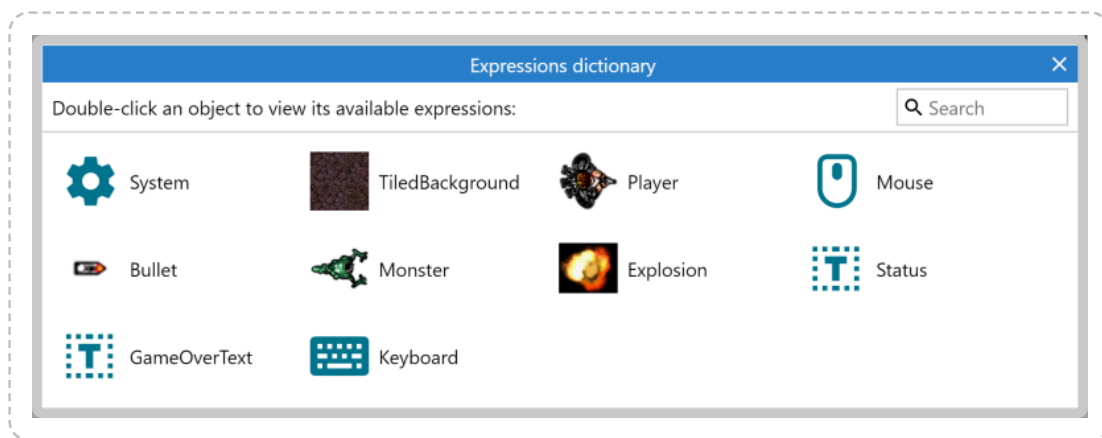 Expressions dictionary
Double-click an object to view its available expressions:
Search
System
TiledBackground
Player
Mouse
Bullet
Monster
Explosion
Status
GameOverText
Keyboard